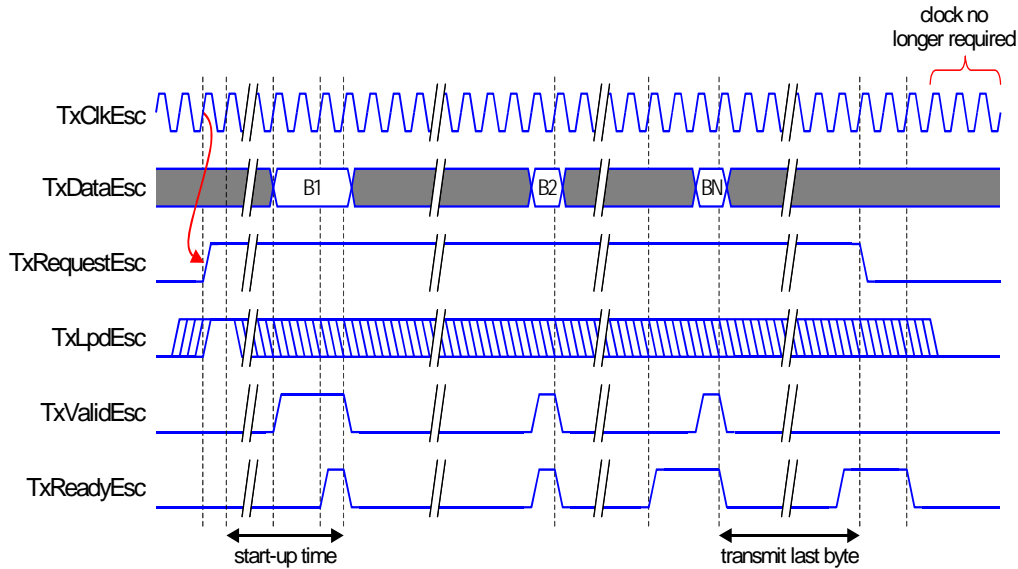 clock no
longer required
TxClkEsc
TxDataEsc
B1
B2
BN
TxRequestEsc
TxLpdEsc
TxValidEsc
TxReadyEsc
start-up time
transmit last byte